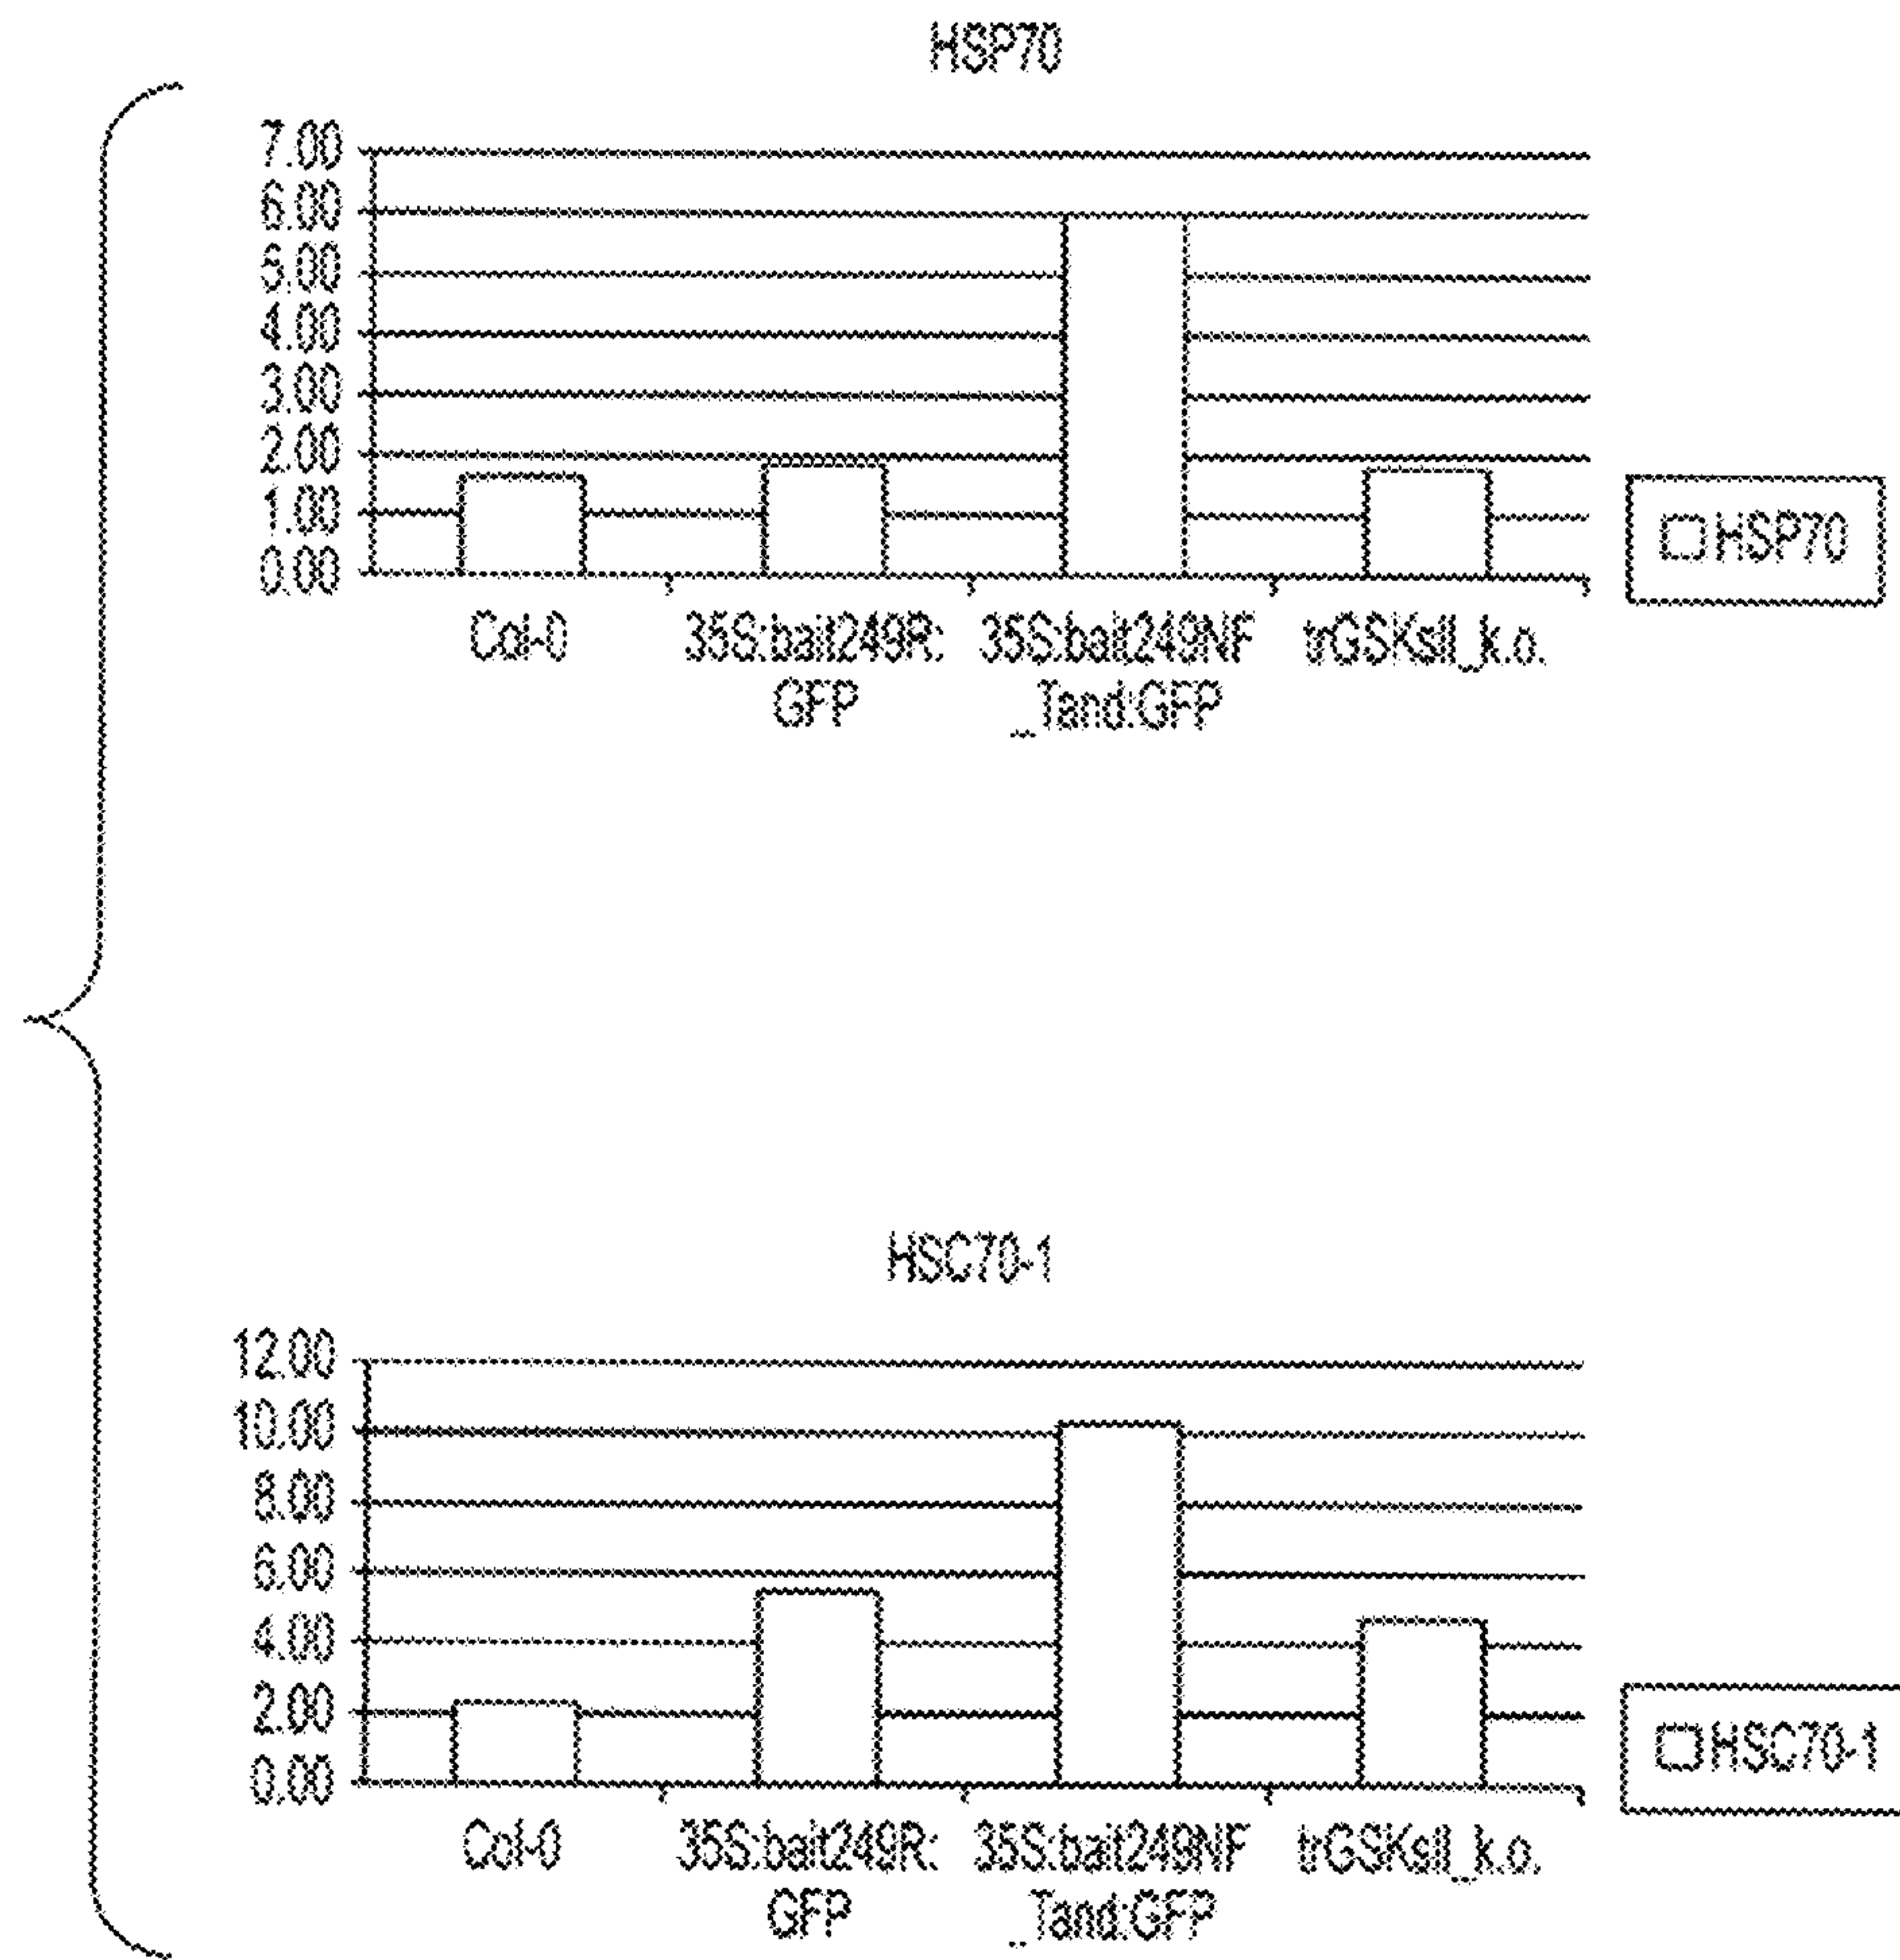 HSP70
7.00
6.00
5.00
4.00
3.00
2.00
1.00
0.00
Col-0
35S:bait249R:
GFP
35S:bait249NF
_Tand:GFP
trGSKsII_k.o.
HSP70
HSC70-1
12.00
10.00
8.00
6.00
4.00
2.00
0.00
Col-0
35S:bait249R:
GFP
35S:bait249NF
_Tand:GFP
trGSKsII_k.o.
HSC70-1